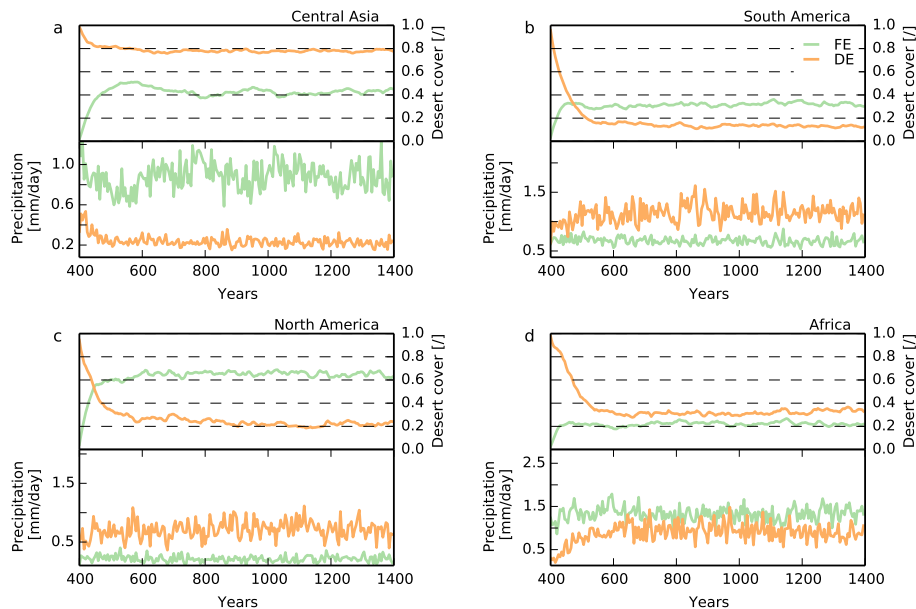 a
Central Asia
1.0
0.8
0.6
0.4
0.2
0.0
Desert cover [/]
1.0
0.6
0.2
Precipitation
[mm/day]
400 600 800 1000 1200 1400
Years
b
South America
FE
DE
1.0
0.8
0.6
0.4
0.2
0.0
Desert cover [/]
1.5
0.5
Precipitation
[mm/day]
400 600 800 1000 1200 1400
Years
c
North America
1.0
0.8
0.6
0.4
0.2
0.0
Desert cover [/]
1.5
0.5
Precipitation
[mm/day]
400 600 800 1000 1200 1400
Years
d
Africa
1.0
0.8
0.6
0.4
0.2
0.0
Desert cover [/]
2.5
1.5
0.5
Precipitation
[mm/day]
400 600 800 1000 1200 1400
Years